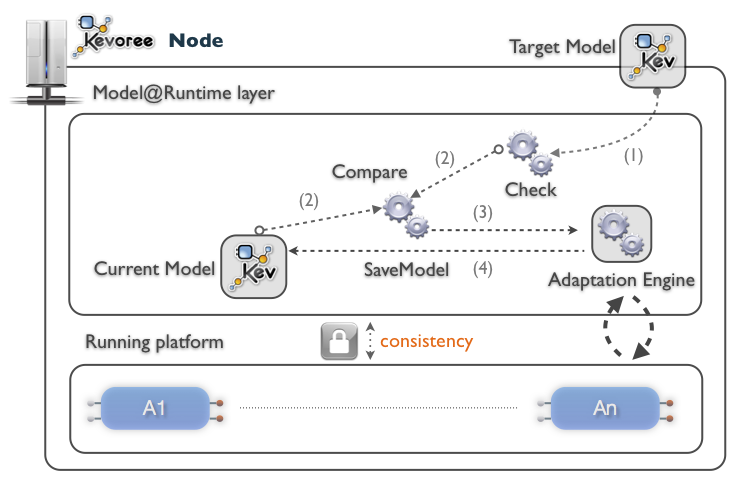 Kevoree Node
Target Model
Kev
Model@Runtime layer
(1)
(2)
Compare
Check
(2)
(3)
Current Model
Kev
SaveModel
(4)
Adaptation Engine
Running platform
consistency
A1
An